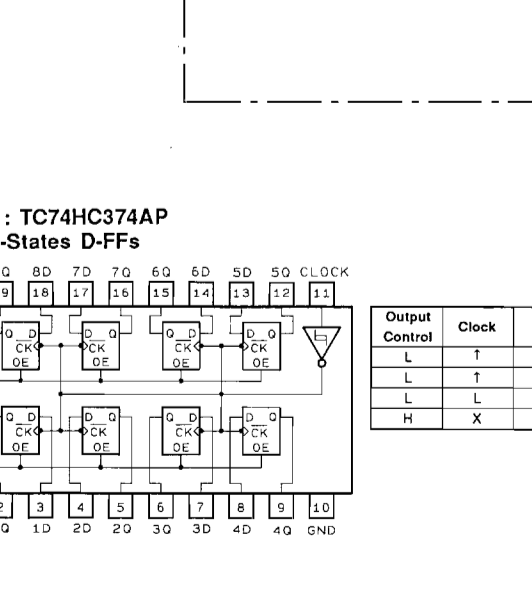 : TC74HC374AP
-States D-FFs
Q 8D 7D 7Q 6Q 6D 5D 5Q CLOCK
9 18 17 16 15 14 13 12 11
Q D D Q Q D D Q
CK CK CK CK
OE OE OE OE
Q D D Q Q D D Q
CK CK CK CK
OE OE OE OE
2 3 4 5 6 7 8 9 10
Q 1D 2D 2Q 3Q 3D 4D 4Q GND
Output Control Clock
L ↑
L ↑
L L
H X